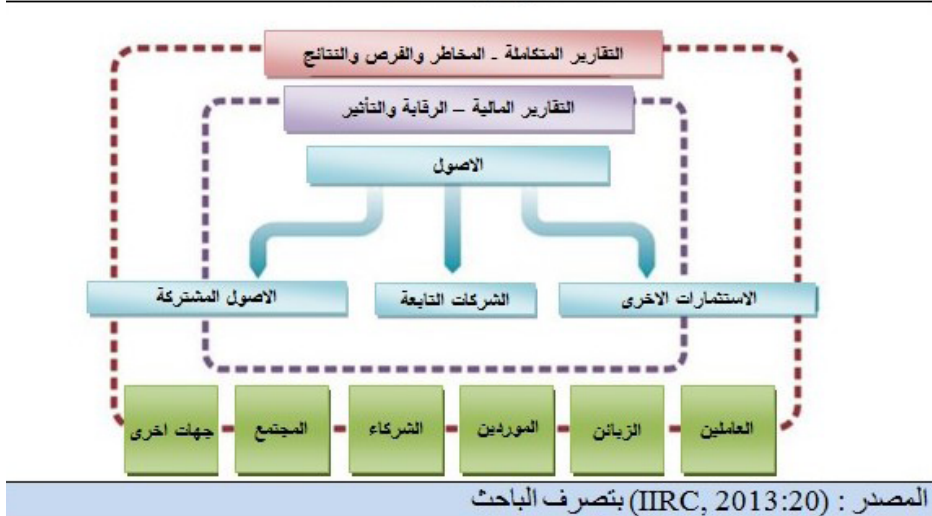 التقارير المتكاملة - المخاطر والفرص والنتائج
التقارير المالية – الرقابة والتأثير
الاصول
الاستثمارات الاخرى
الشركات التابعة
الاصول المشتركة
العاملين
الزبائن
الموردين
الشركاء
المجتمع
جهات اخرى
المصدر : (IIRC, 2013:20) بتصرف الباحث